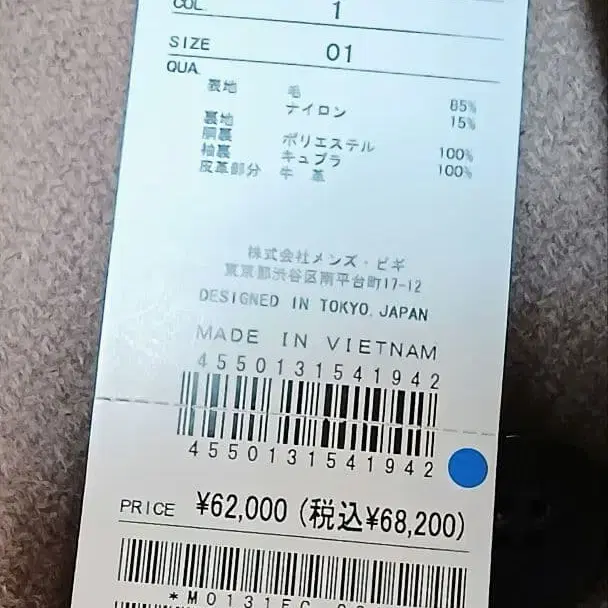 COL. 1
SIZE 01
QUA.
表地 毛 85%
ナイロン 15%
裏地
胴裏 ポリエステル 100%
袖裏 キュプラ 100%
皮革部分 牛 革
株式会社メンズ・ビギ
東京都渋谷区南平台町17-12
DESIGNED IN TOKYO, JAPAN
MADE IN VIETNAM
4550131541942
4550131541942
PRICE ¥62,000 (税込¥68,200)